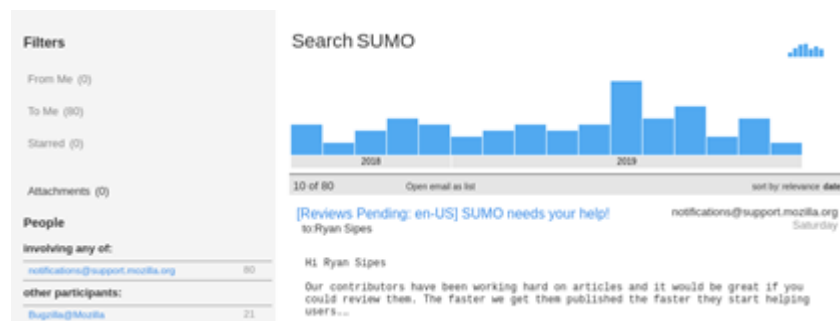 Filters
From Me (0)
To Me (80)
Starred (0)
Attachments (0)
People
involving any of:
notifications@support.mozilla.org 80
other participants:
Bugzilla@Mozilla 21
Search SUMO
2018 2019
10 of 80 Open email as list sort by: relevance date
[Reviews Pending: en-US] SUMO needs your help! notifications@support.mozilla.org
to:Ryan Sipes Saturday
Hi Ryan Sipes
Our contributors have been working hard on articles and it would be great if you
could review them. The faster we get them published the faster they start helping
users...